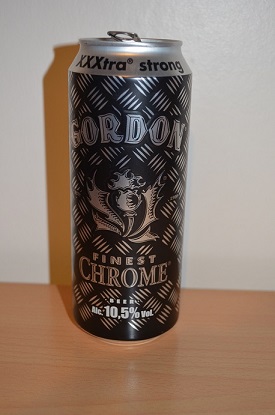 XXXtra® strong
GORDON
FINEST
CHROME
BEER
Alc. 10,5% Vol.